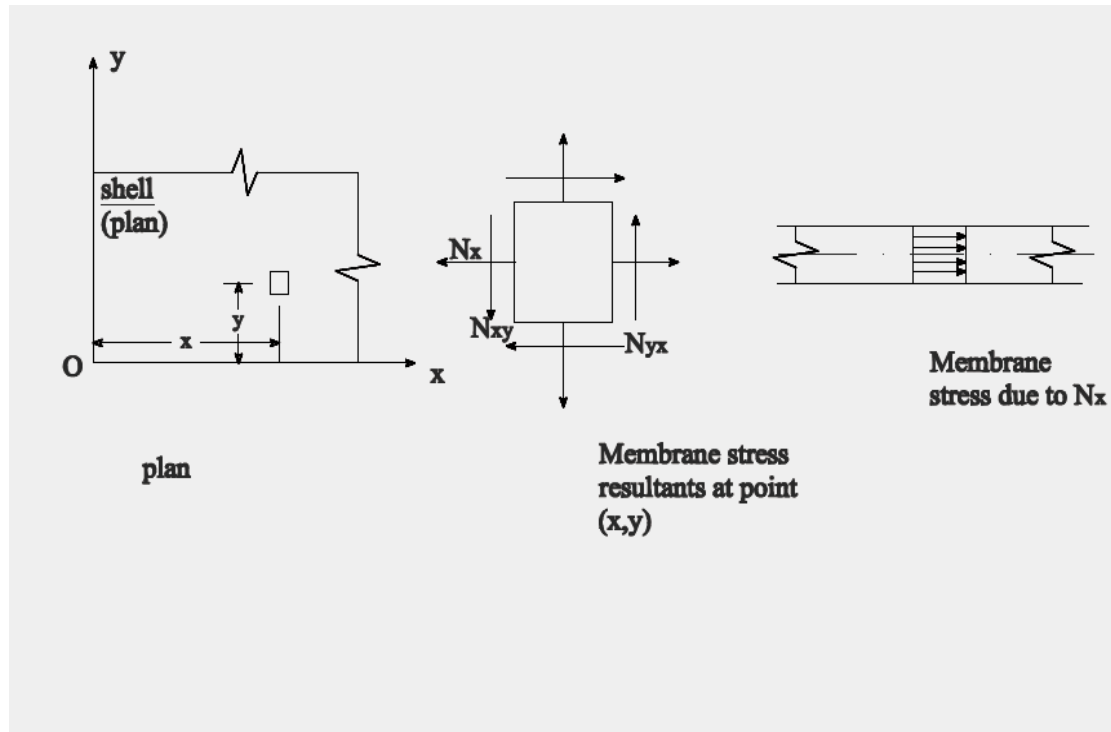 y
shell
(plan)
y
x
O
x
plan
Nx
Nxy
Nyx
Membrane stress
resultants at point
(x,y)
Membrane
stress due to Nx